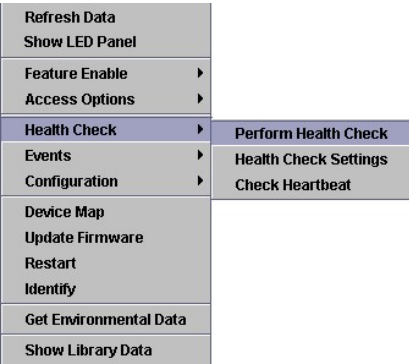 Refresh Data
Show LED Panel
Feature Enable
Access Options
Health Check
Events
Configuration
Device Map
Update Firmware
Restart
Identify
Get Environmental Data
Show Library Data
Perform Health Check
Health Check Settings
Check Heartbeat